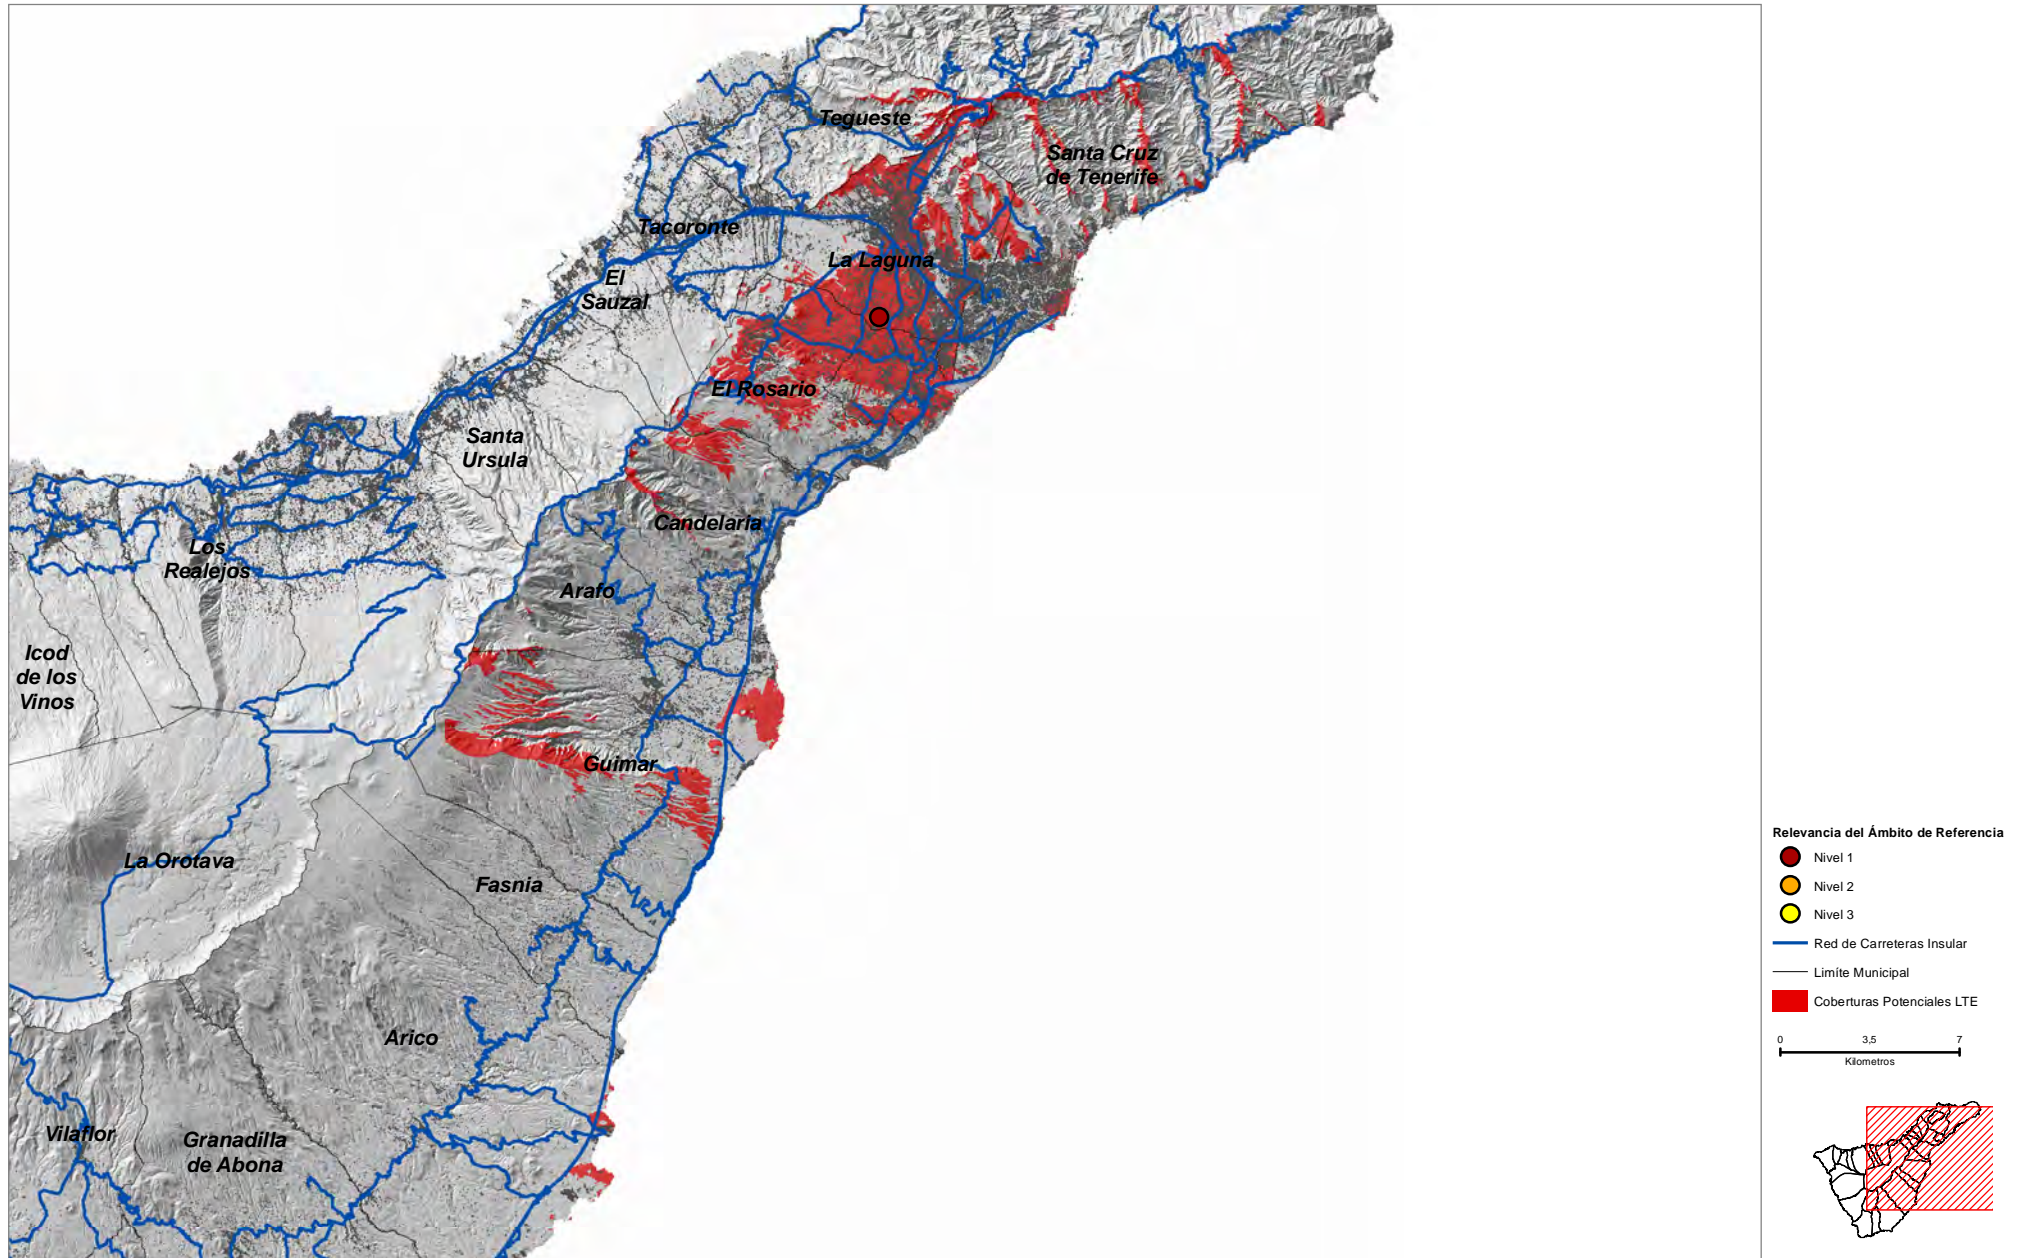 Tegueste
Santa Cruz
de Tenerife
Tacoronte
La Laguna
El
Sauzal
El Rosario
Santa
Ursula
Candelaria
Los
Realejos
Arafo
Icod
de los
Vinos
Guimar
La Orotava
Fasnia
Arico
Vilaflor
Granadilla
de Abona
Relevancia del Ámbito de Referencia
Nivel 1
Nivel 2
Nivel 3
Red de Carreteras Insular
Limíte Municipal
Coberturas Potenciales LTE
0 3,5 7
Kilometros